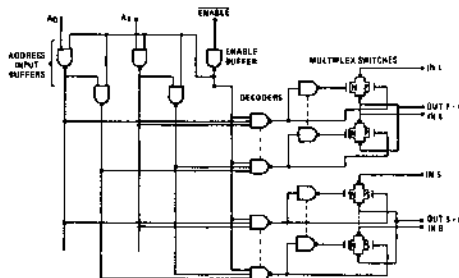 A0
A
ENABLE
ADDRESS
INPUT
BUFFERS
ENABLE
BUFFER
MULTIPLEX SWITCHES
IN 1
DECODERS
OUT
IN 4
IN 5
OUT
IN 8